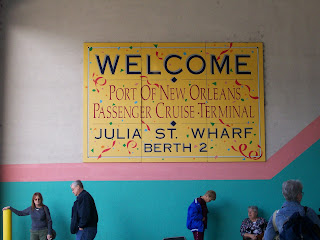 WELCOME
PORT OF NEW ORLEANS
PASSENGER CRUISE TERMINAL
JULIA ST. WHARF
BERTH 2